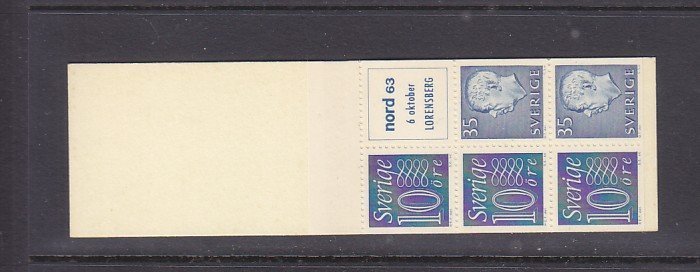 nord 63
6 oktober
LORENSBERG
35
SVERIGE
35
SVERIGE
Sverige
10 öre
Sverige
10 öre
Sverige
10 öre